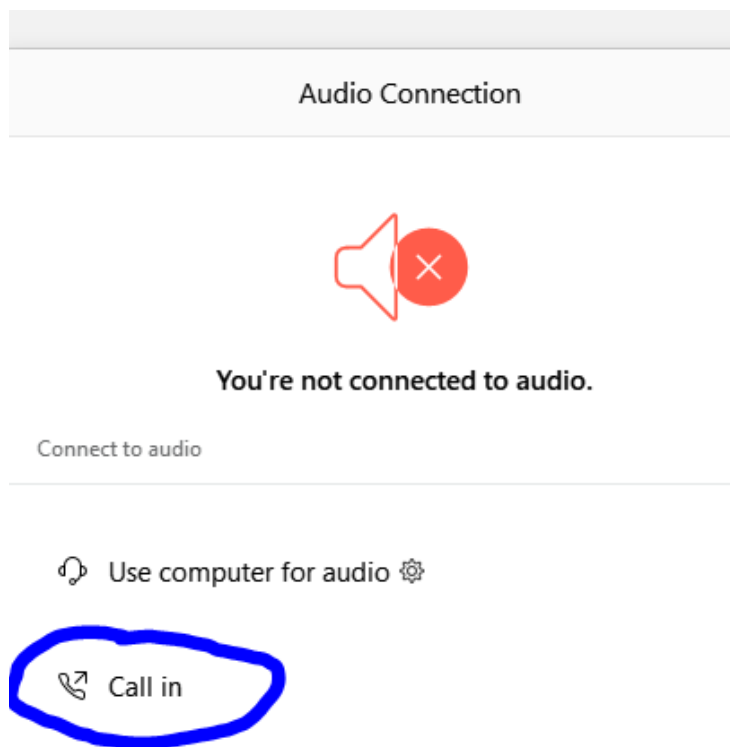 Audio Connection
You're not connected to audio.
Connect to audio
Use computer for audio
Call in